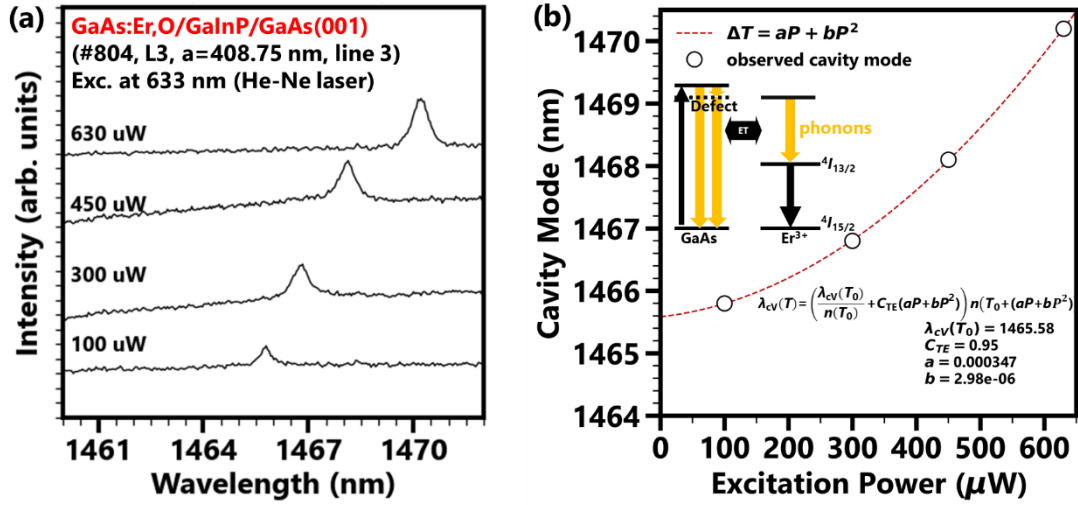 (a)
GaAs:Er,O/GaInP/GaAs(001)
(#804, L3, a=408.75 nm, line 3)
Exc. at 633 nm (He-Ne laser)
630 uW
450 uW
300 uW
100 uW
Intensity (arb. units)
1461 1464 1467 1470
Wavelength (nm)
(b)
1470
1469
1468
1467
1466
1465
1464
Cavity Mode (nm)
ΔT = aP + bP²
observed cavity mode
Defect
ET
phonons
⁴I₁₃/₂
⁴I₁₅/₂
GaAs
Er³⁺
λcV(T) = (λcV(T₀)/n(T₀) + CTE(aP+bP²)) n(T₀+(aP+bP²)
λcV(T₀) = 1465.58
CTE = 0.95
a = 0.000347
b = 2.98e-06
0 100 200 300 400 500 600
Excitation Power (μW)